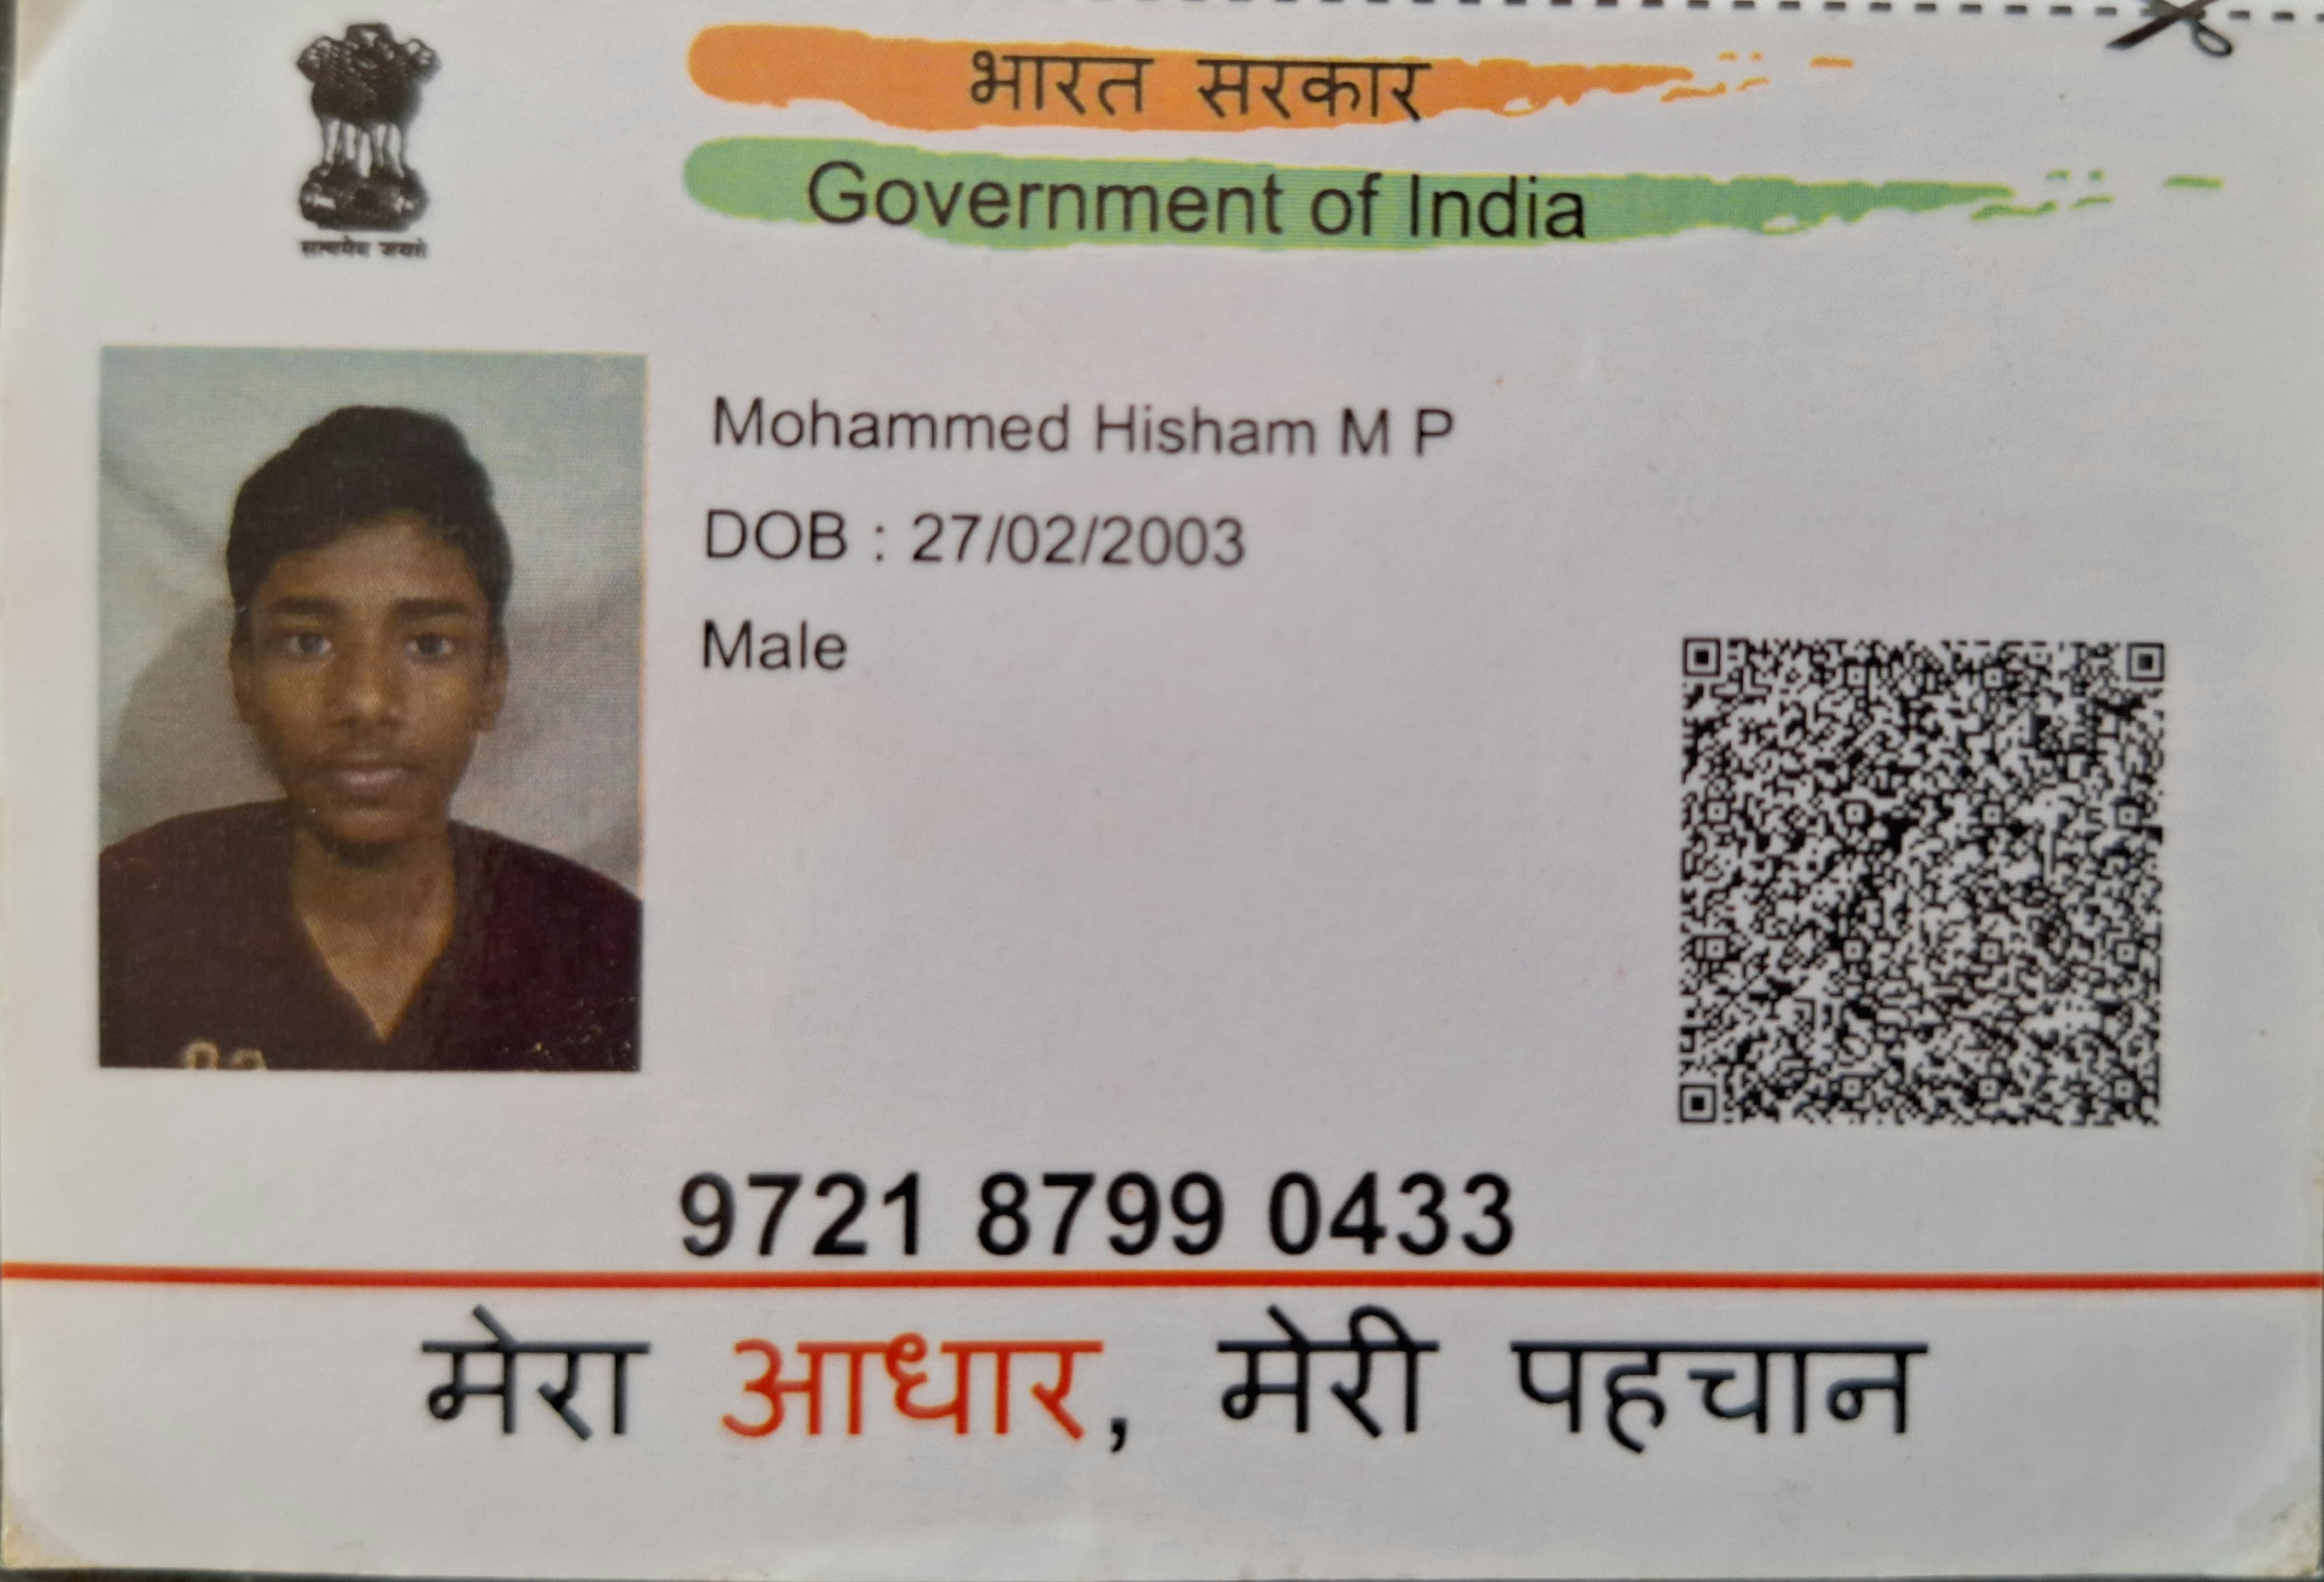 भारत सरकार
Government of India
सत्यमेव जयते
Mohammed Hisham M P
DOB : 27/02/2003
Male
9721 8799 0433
मेरा आधार, मेरी पहचान